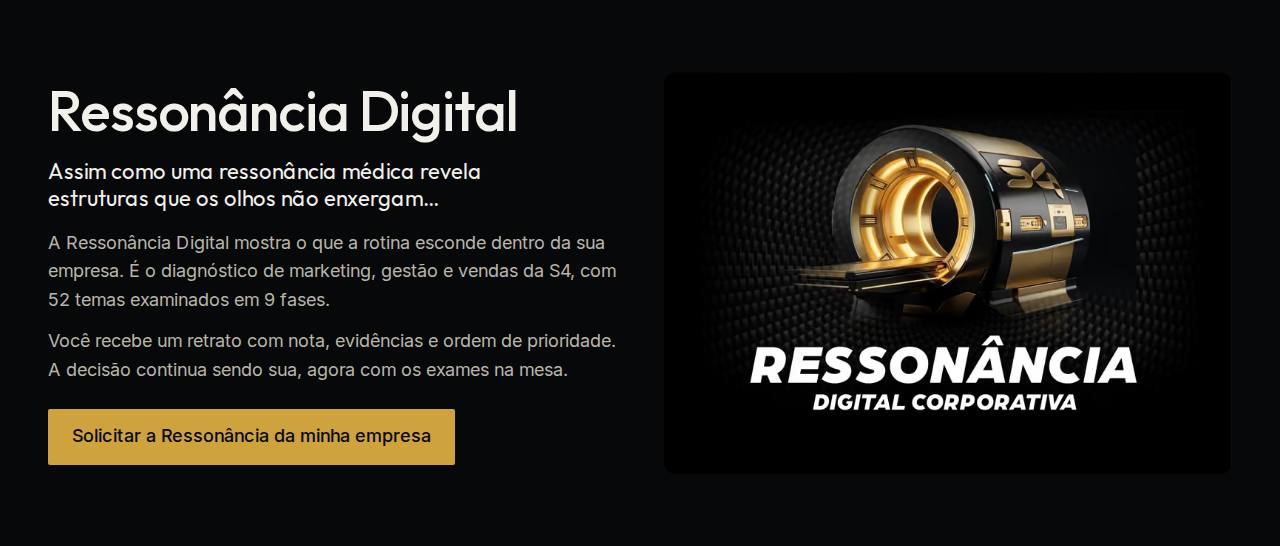 Ressonância Digital
Assim como uma ressonância médica revela
estruturas que os olhos não enxergam...
A Ressonância Digital mostra o que a rotina esconde dentro da sua
empresa. É o diagnóstico de marketing, gestão e vendas da S4, com
52 temas examinados em 9 fases.
Você recebe um retrato com nota, evidências e ordem de prioridade.
A decisão continua sendo sua, agora com os exames na mesa.
Solicitar a Ressonância da minha empresa
S4
RESSONÂNCIA
DIGITAL CORPORATIVA